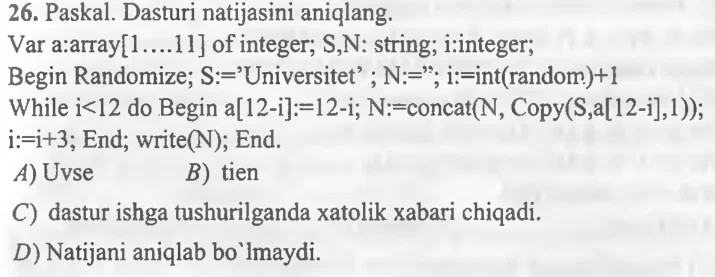 26. Paskal. Dasturi natijasini aniqlang.
Var a:array[1....11] of integer; S,N: string; i:integer;
Begin Randomize; S:=’Universitet’ ; N:=”; i:=int(random)+1
While i<12 do Begin a[12-i]:=12-i; N:=concat(N, Copy(S,a[12-i],1));
i:=i+3; End; write(N); End.
A) Uvse B) tien
C) dastur ishga tushurilganda xatolik xabari chiqadi.
D) Natijani aniqlab bo`lmaydi.